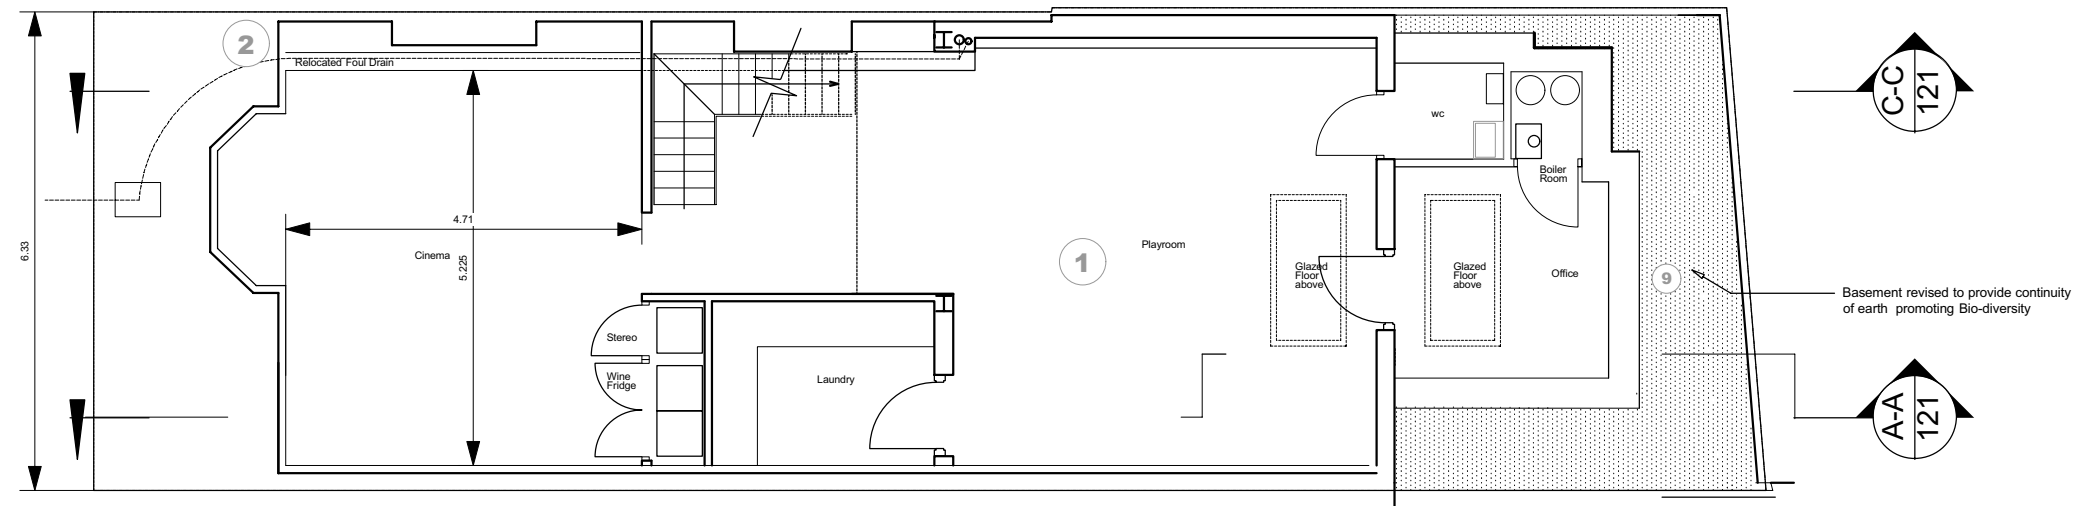 2
Relocated Foul Drain
C-C
121
wc
Boiler
Room
6.33
4.71
Cinema
5.225
1
Playroom
Glazed
Floor
above
Glazed
Floor
above
Office
9
Basement revised to provide continuity
of earth promoting Bio-diversity
Stereo
Wine
Fridge
Laundry
A-A
121